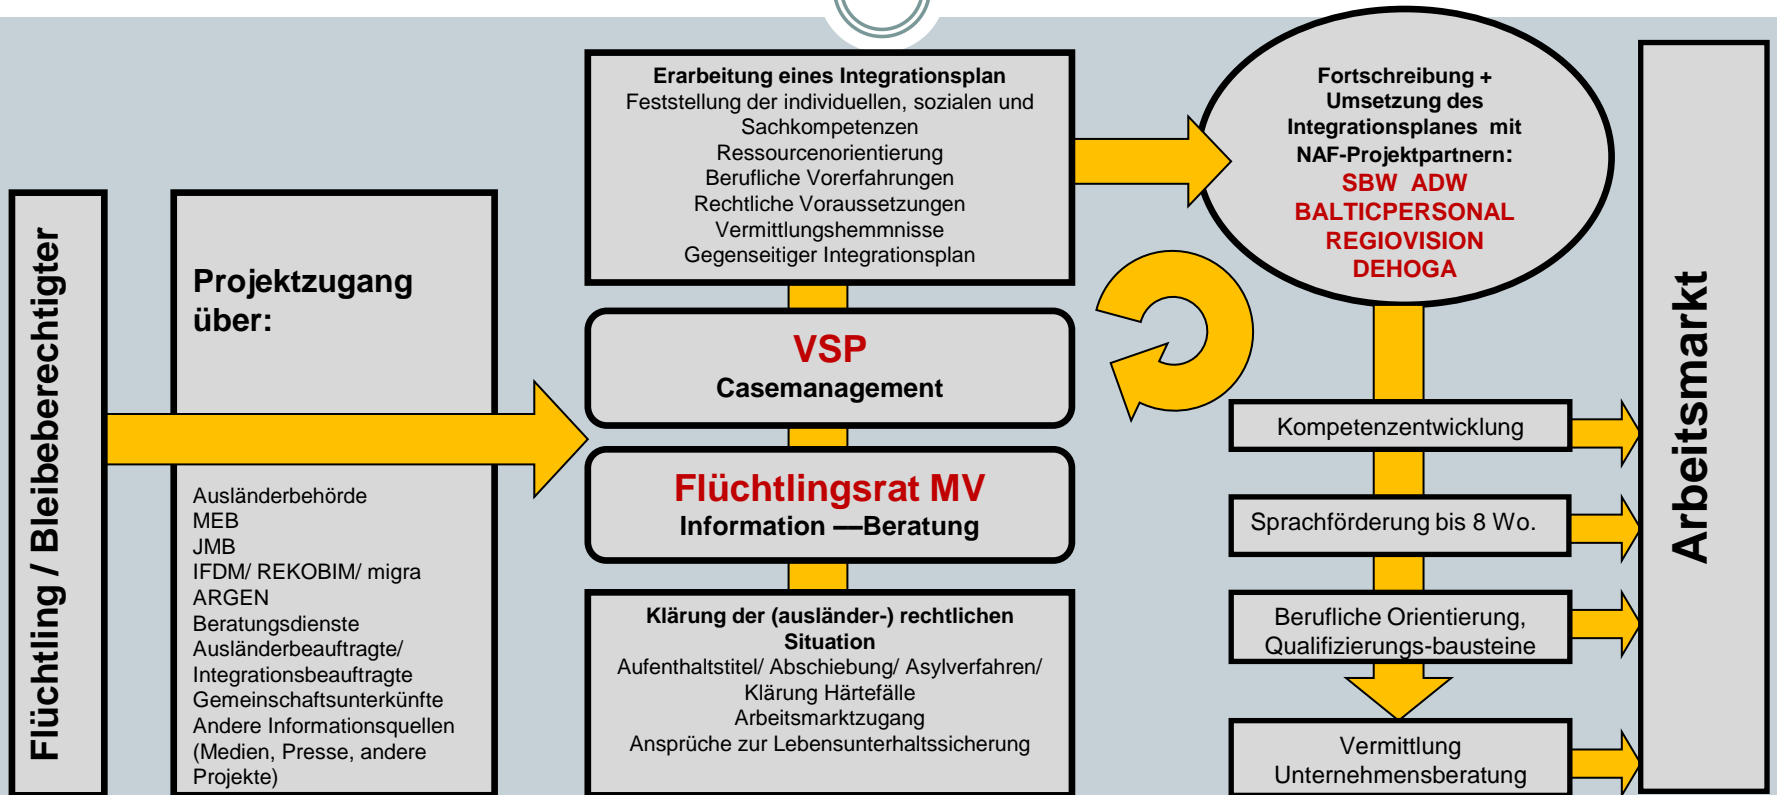 Flüchtling / Bleibeberechtigter
Projektzugang
über:
Ausländerbehörde
MEB
JMB
IFDM/ REKOBIM/ migra
ARGEN
Beratungsdienste
Ausländerbeauftragte/
Integrationsbeauftragte
Gemeinschaftsunterkünfte
Andere Informationsquellen
(Medien, Presse, andere
Projekte)
Erarbeitung eines Integrationsplan
Feststellung der individuellen, sozialen und
Sachkompetenzen
Ressourcenorientierung
Berufliche Vorerfahrungen
Rechtliche Voraussetzungen
Vermittlungshemmnisse
Gegenseitiger Integrationsplan
VSP
Casemanagement
Flüchtlingsrat MV
Information —Beratung
Klärung der (ausländer-) rechtlichen
Situation
Aufenthaltstitel/ Abschiebung/ Asylverfahren/
Klärung Härtefälle
Arbeitsmarktzugang
Ansprüche zur Lebensunterhaltssicherung
Fortschreibung +
Umsetzung des
Integrationsplanes mit
NAF-Projektpartnern:
SBW ADW
BALTICPERSONAL
REGIOVISION
DEHOGA
Kompetenzentwicklung
Sprachförderung bis 8 Wo.
Berufliche Orientierung,
Qualifizierungs-bausteine
Vermittlung
Unternehmensberatung
Arbeitsmarkt